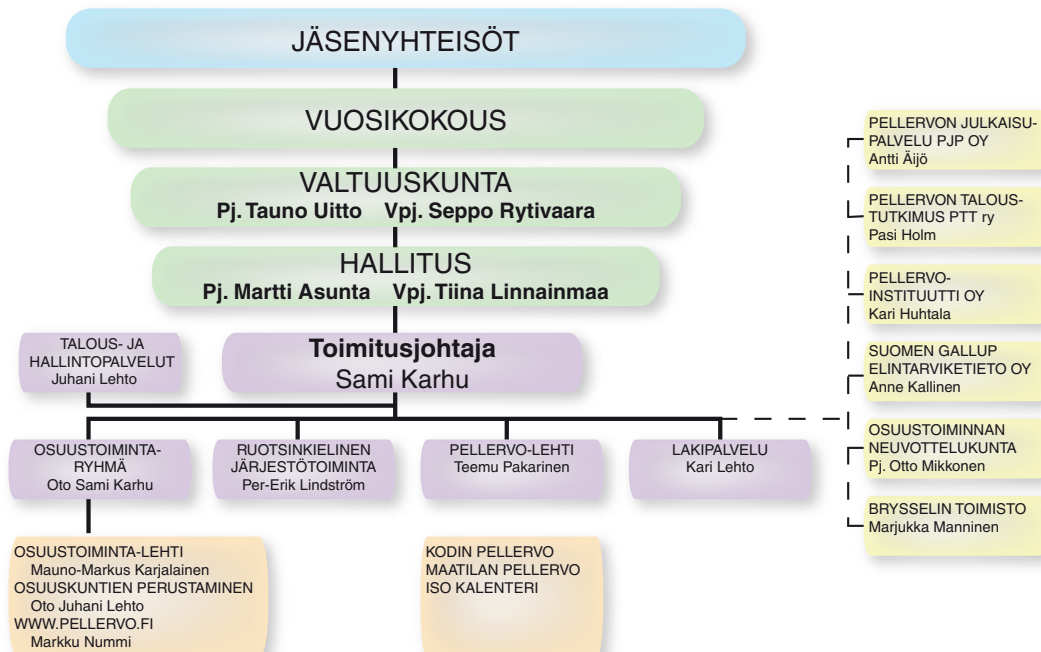 JÄSENYHTEISÖT
VUOSIKOKOUS
VALTUUSKUNTA
Pj. Tauno Uitto Vpj. Seppo Rytivaara
HALLITUS
Pj. Martti Asunta Vpj. Tiina Linnainmaa
TALOUS- JA
HALLINTOPALVELUT
Juhani Lehto
Toimitusjohtaja
Sami Karhu
OSUUSTOIMINTA-
RYHMÄ
Oto Sami Karhu
RUOTSINKIELINEN
JÄRJESTÖTOIMINTA
Per-Erik Lindström
PELLERVO-LEHTI
Teemu Pakarinen
LAKIPALVELU
Kari Lehto
OSUUSTOIMINTA-LEHTI
Mauno-Markus Karjalainen
OSUUSKUNTIEN PERUSTAMINEN
Oto Juhani Lehto
WWW.PELLERVO.FI
Markku Nummi
KODIN PELLERVO
MAATILAN PELLERVO
ISO KALENTERI
PELLERVON JULKAISU-
PALVELU PJP OY
Antti Äijö
PELLERVON TALOUS-
TUTKIMUS PTT ry
Pasi Holm
PELLERVO-
INSTITUUTTI OY
Kari Huhtala
SUOMEN GALLUP
ELINTARVIKETIETO OY
Anne Kallinen
OSUUSTOIMINNAN
NEUVOTTELUKUNTA
Pj. Otto Mikkonen
BRYSSELIN TOIMISTO
Marjukka Manninen